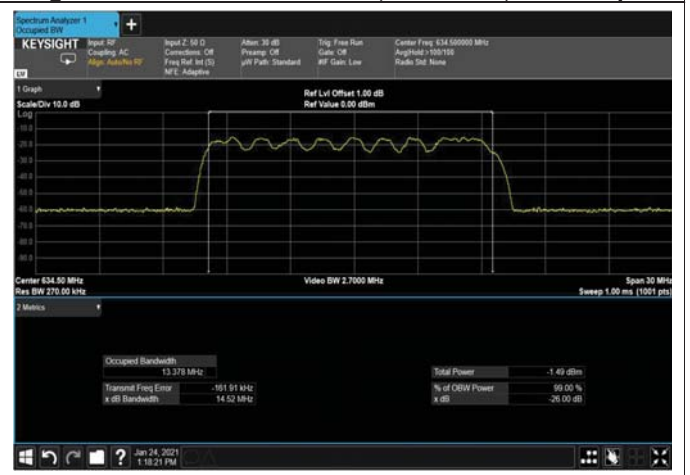 Spectrum Analyzer 1
Occupied BW
KEYSIGHT
Input: RF
Coupling: AC
Align: Auto/No RF
Input Z: 50 Ω
Corrections: Off
Freq Ref: Int (S)
NFE: Adaptive
Atten: 30 dB
Preamp: Off
µW Path: Standard
Trig: Free Run
Gate: Off
#IF Gain: Low
Center Freq: 634.500000 MHz
Avg|Hold:>100/100
Radio Std: None
1 Graph
Scale/Div 10.0 dB
Ref Lvl Offset 1.00 dB
Ref Value 0.00 dBm
Log
-10.0
-20.0
-30.0
-40.0
-50.0
-60.0
-70.0
-80.0
-90.0
Center 634.50 MHz
Res BW 270.00 kHz
Video BW 2.7000 MHz
Span 30 MHz
Sweep 1.00 ms (1001 pts)
2 Metrics
Occupied Bandwidth
13.378 MHz
Transmit Freq Error -161.91 kHz
x dB Bandwidth 14.52 MHz
Total Power -1.49 dBm
% of OBW Power 99.00 %
x dB -26.00 dB
Jan 24, 2021
1:18:21 PM